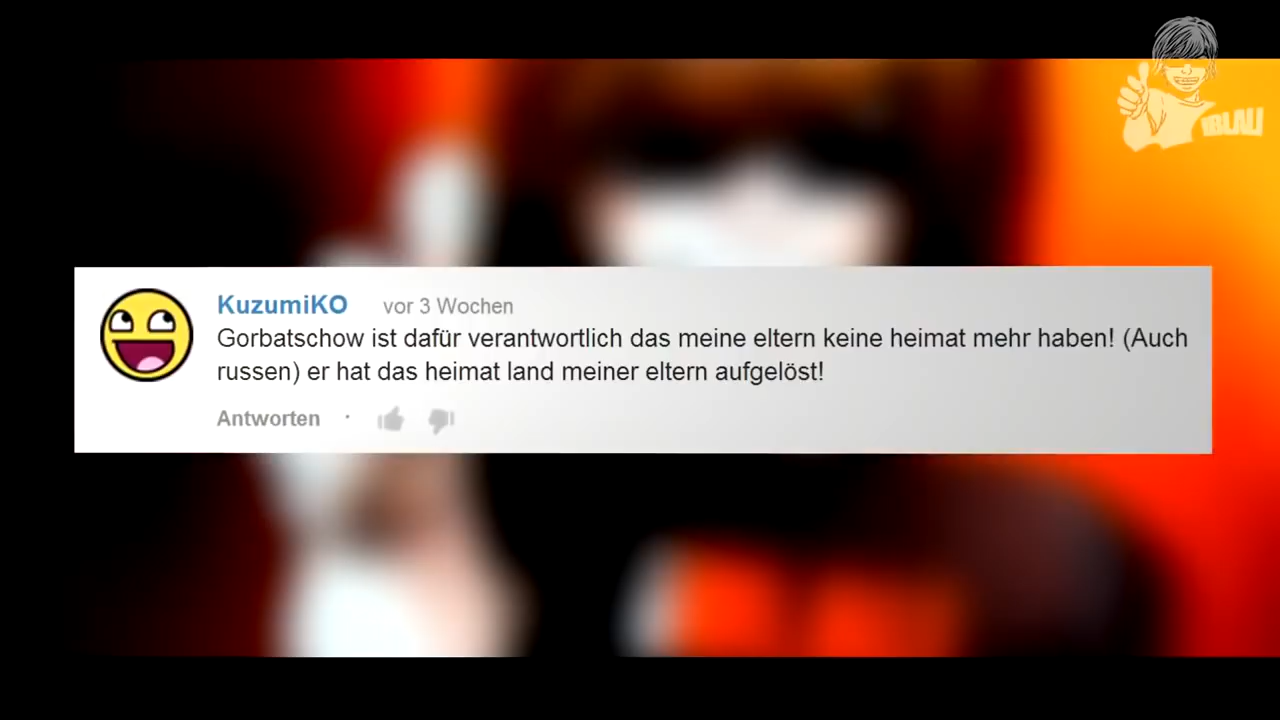 iBLALI
KuzumiKO vor 3 Wochen
Gorbatschow ist dafür verantwortlich das meine eltern keine heimat mehr haben! (Auch
russen) er hat das heimat land meiner eltern aufgelöst!
Antworten ·